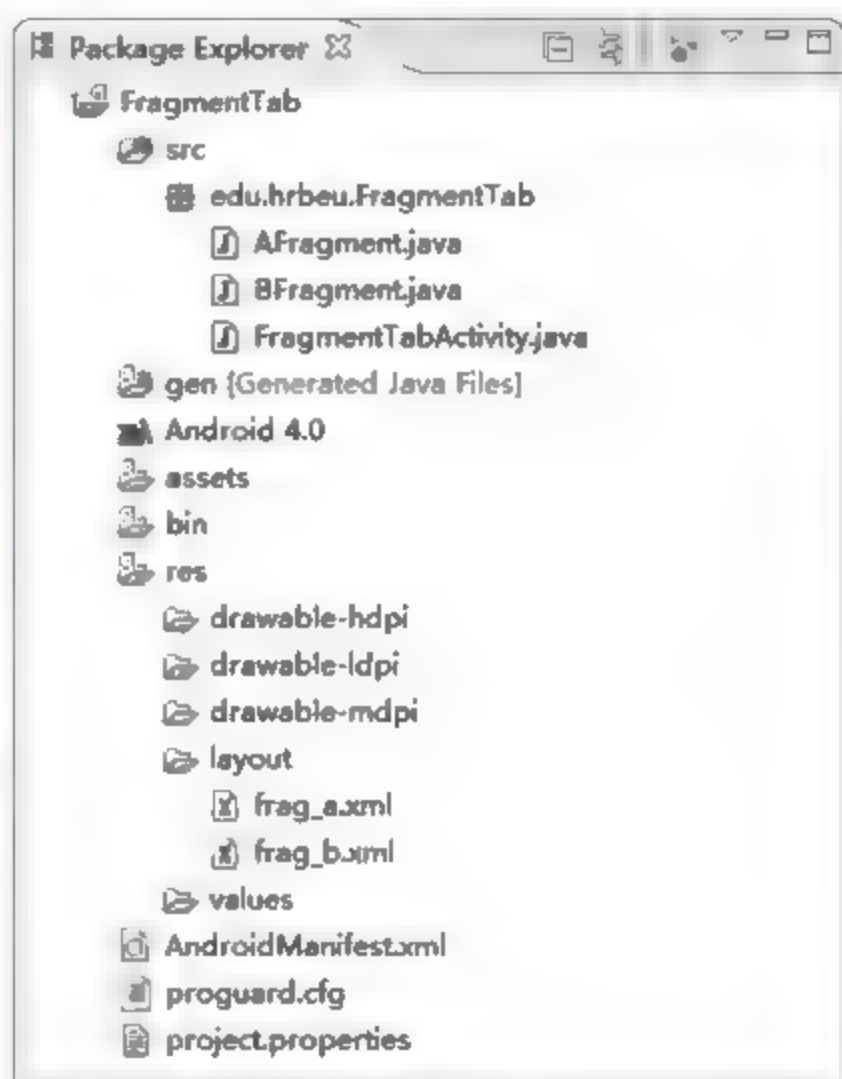 Package Explorer
FragmentTab
src
edu.hrbeu.FragmentTab
AFragment.java
BFragment.java
FragmentTabActivity.java
gen [Generated Java Files]
Android 4.0
assets
bin
res
drawable-hdpi
drawable-ldpi
drawable-mdpi
layout
frag_a.xml
frag_b.xml
values
AndroidManifest.xml
proguard.cfg
project.properties